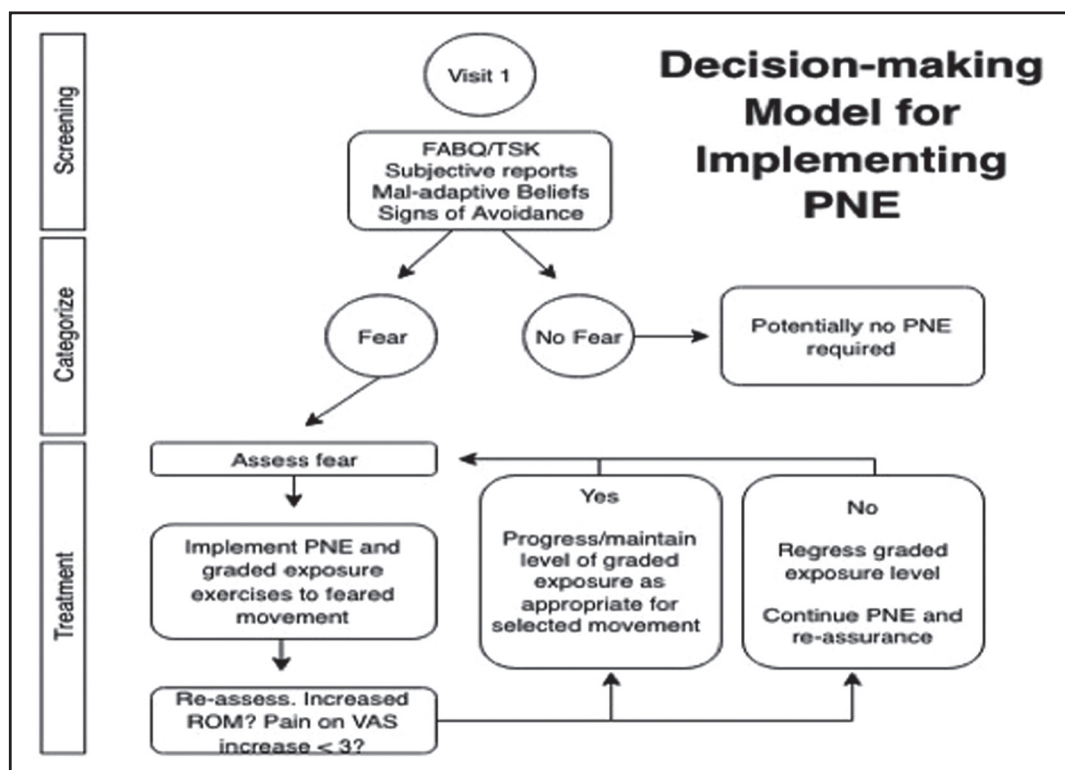 Decision-making
Model for
Implementing
PNE
Screening
Visit 1
FABQ/TSK
Subjective reports
Mal-adaptive Beliefs
Signs of Avoidance
Categorize
Fear
No Fear
Potentially no PNE
required
Treatment
Assess fear
Implement PNE and
graded exposure
exercises to feared
movement
Re-assess. Increased
ROM? Pain on VAS
increase < 3?
Yes
Progress/maintain
level of graded
exposure as
appropriate for
selected movement
No
Regress graded
exposure level
Continue PNE and
re-assurance